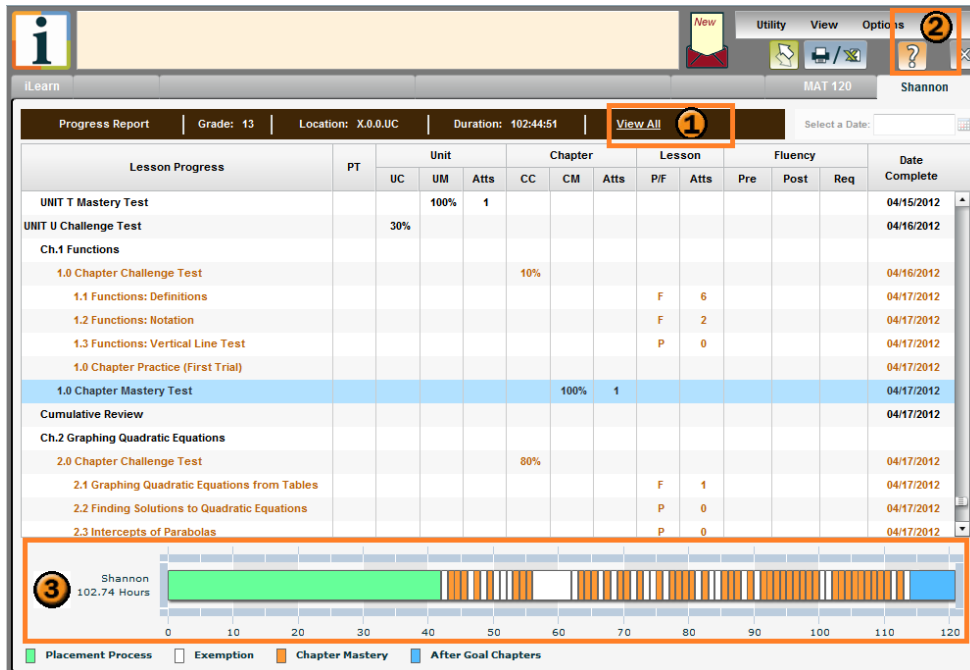 i
New
Utility View Options
2
?
iLearn MAT 120 Shannon
Progress Report Grade: 13 Location: X.0.0.UC Duration: 102:44:51 View All 1 Select a Date:
Lesson Progress PT Unit Chapter Lesson Fluency Date Complete
UC UM Atts CC CM Atts P/F Atts Pre Post Req
UNIT T Mastery Test 100% 1 04/15/2012
UNIT U Challenge Test 30% 04/16/2012
Ch.1 Functions
1.0 Chapter Challenge Test 10% 04/16/2012
1.1 Functions: Definitions F 6 04/17/2012
1.2 Functions: Notation F 2 04/17/2012
1.3 Functions: Vertical Line Test P 0 04/17/2012
1.0 Chapter Practice (First Trial) 04/17/2012
1.0 Chapter Mastery Test 100% 1 04/17/2012
Cumulative Review 04/17/2012
Ch.2 Graphing Quadratic Equations
2.0 Chapter Challenge Test 80% 04/17/2012
2.1 Graphing Quadratic Equations from Tables F 1 04/17/2012
2.2 Finding Solutions to Quadratic Equations P 0 04/17/2012
2.3 Intercepts of Parabolas P 0 04/17/2012
3
Shannon
102.74 Hours
0 10 20 30 40 50 60 70 80 90 100 110 120
Placement Process Exemption Chapter Mastery After Goal Chapters